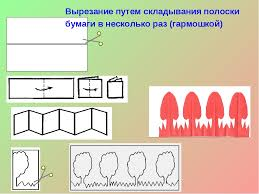 Вырезание путем складывания полоски
бумаги в несколько раз (гармошкой)